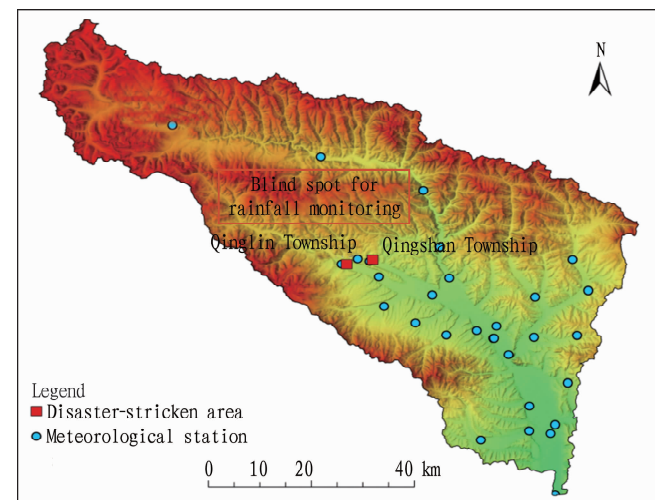 N
Blind spot for
rainfall monitoring
Qinglin Township
Qingshan Township
Legend
Disaster-stricken area
Meteorological station
0 10 20 40 km